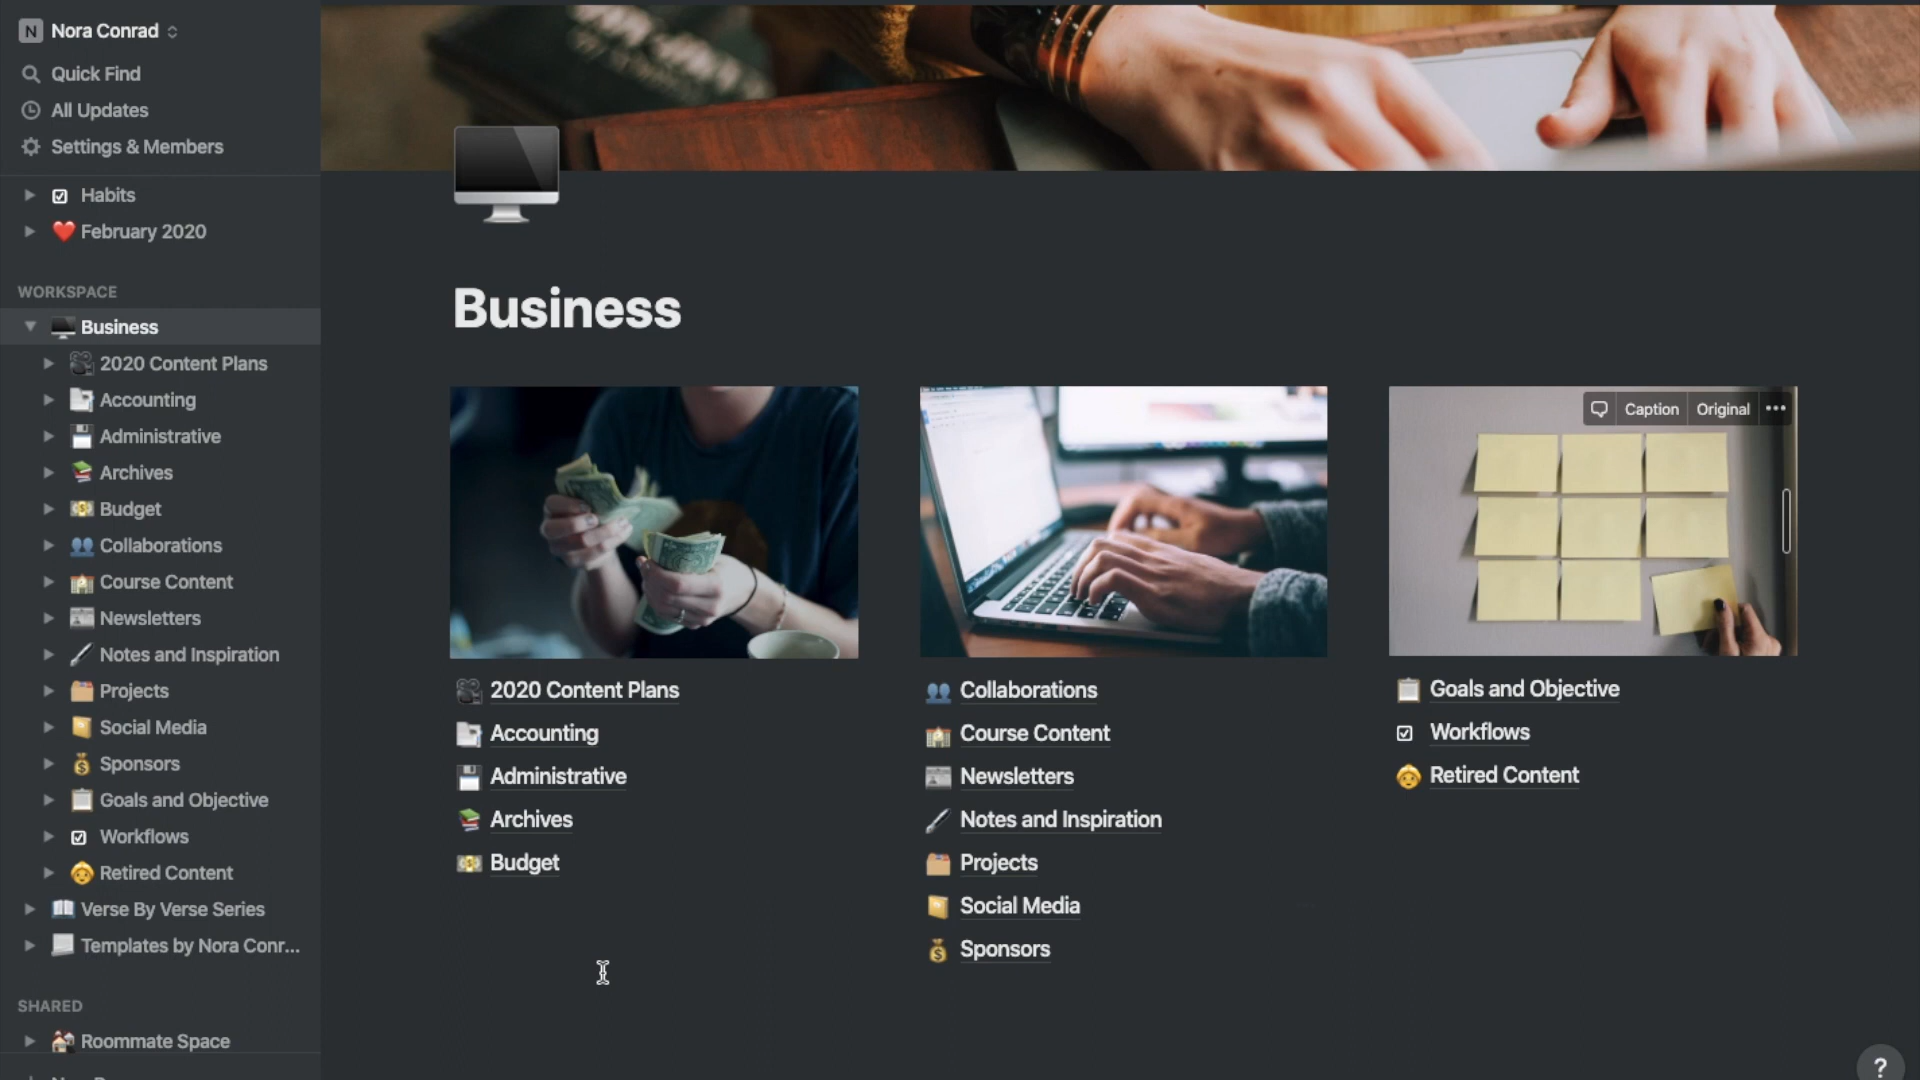 N Nora Conrad
Quick Find
All Updates
Settings & Members
Habits
February 2020
WORKSPACE
Business
2020 Content Plans
Accounting
Administrative
Archives
Budget
Collaborations
Course Content
Newsletters
Notes and Inspiration
Projects
Social Media
Sponsors
Goals and Objective
Workflows
Retired Content
Verse By Verse Series
Templates by Nora Conr...
SHARED
Roommate Space
Business
Caption Original •••
2020 Content Plans
Accounting
Administrative
Archives
Budget
Collaborations
Course Content
Newsletters
Notes and Inspiration
Projects
Social Media
Sponsors
Goals and Objective
Workflows
Retired Content
?